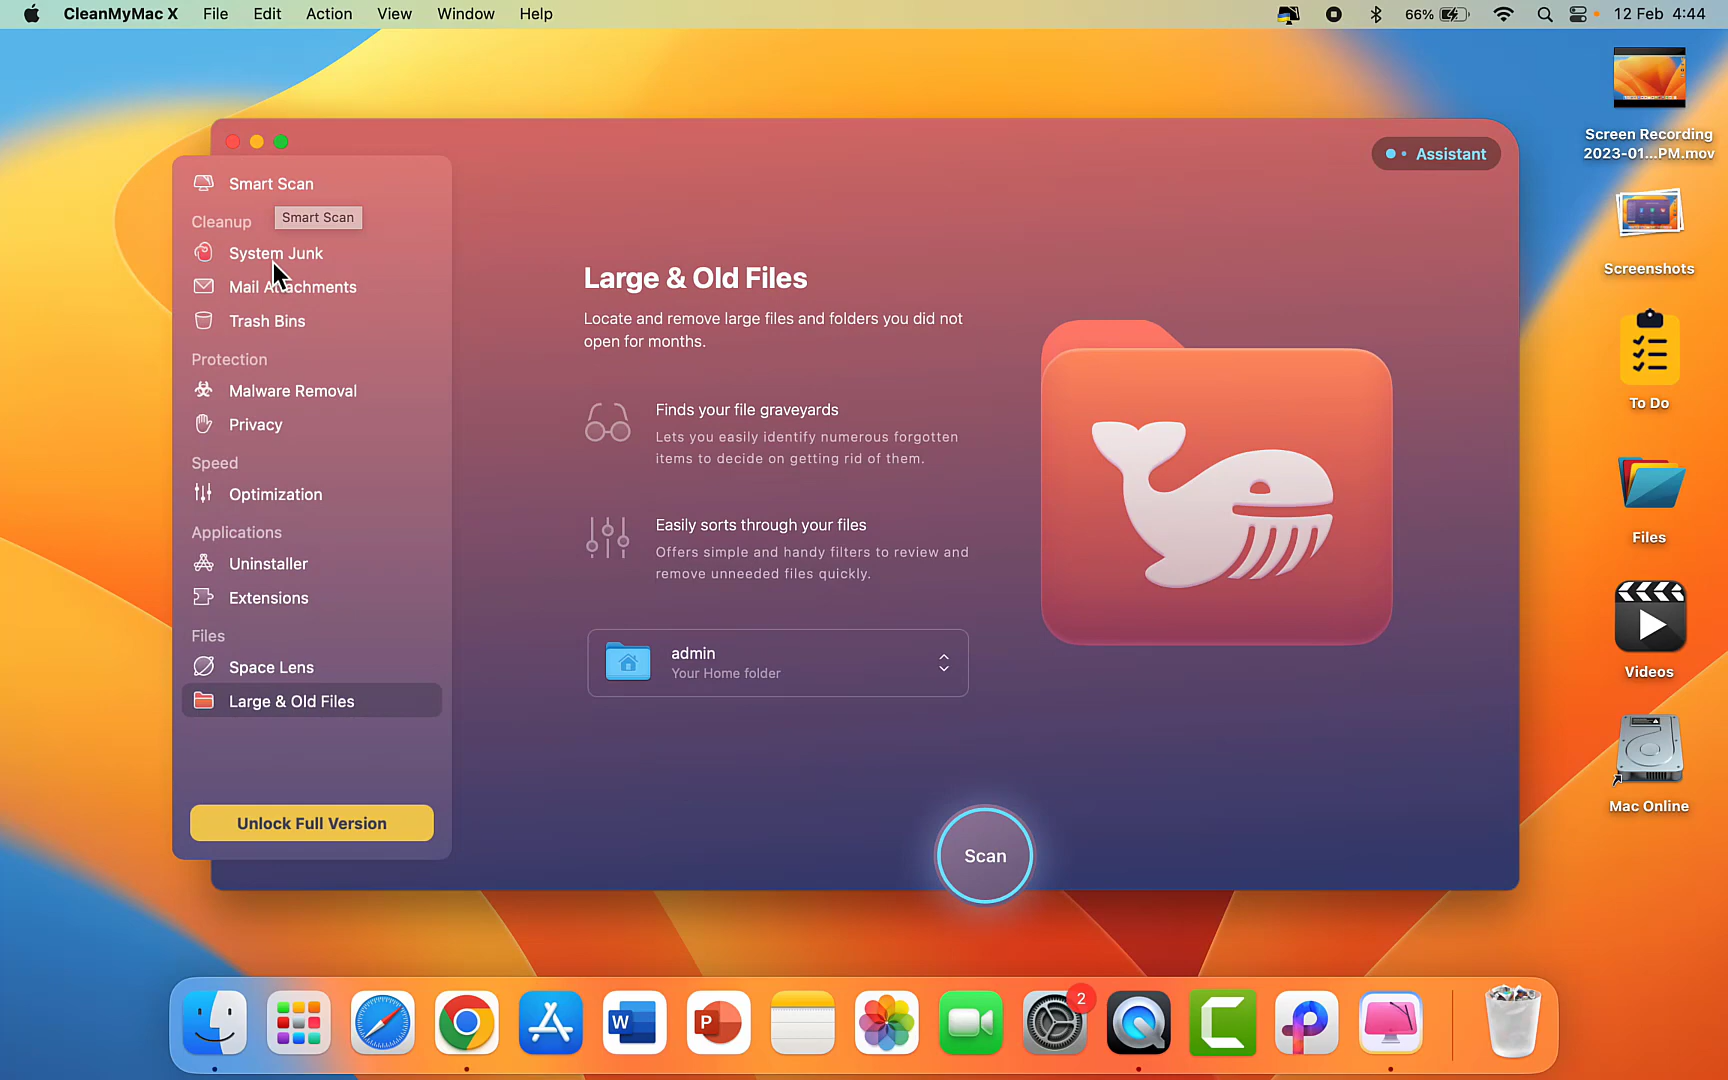 CleanMyMac X File Edit Action View Window Help 66% 12 Feb 4:44
Screen Recording
2023-01...PM.mov
Screenshots
To Do
Files
Videos
Mac Online
Smart Scan
Cleanup
Smart Scan
System Junk
Mail Attachments
Trash Bins
Protection
Malware Removal
Privacy
Speed
Optimization
Applications
Uninstaller
Extensions
Files
Space Lens
Large & Old Files
Unlock Full Version
Assistant
Large & Old Files
Locate and remove large files and folders you did not
open for months.
Finds your file graveyards
Lets you easily identify numerous forgotten
items to decide on getting rid of them.
Easily sorts through your files
Offers simple and handy filters to review and
remove unneeded files quickly.
admin
Your Home folder
Scan
W
P
2